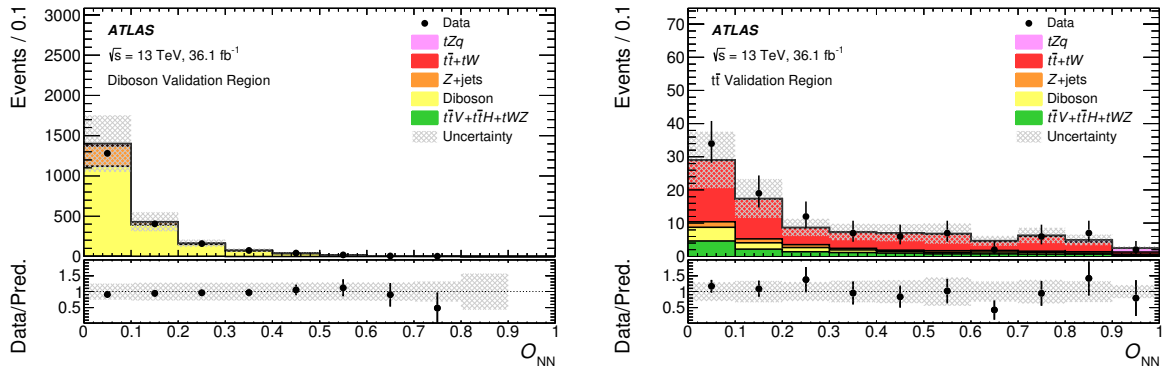 Events / 0.1
3000
2500
2000
1500
1000
500
0
ATLAS
√s = 13 TeV, 36.1 fb⁻¹
Diboson Validation Region
Data
tZq
tt̄+tW
Z+jets
Diboson
tt̄V+tt̄H+tWZ
Uncertainty
Data/Pred.
1.5
1
0.5
0 0.1 0.2 0.3 0.4 0.5 0.6 0.7 0.8 0.9 1
O_NN
Events / 0.1
70
60
50
40
30
20
10
0
ATLAS
√s = 13 TeV, 36.1 fb⁻¹
tt̄ Validation Region
Data
tZq
tt̄+tW
Z+jets
Diboson
tt̄V+tt̄H+tWZ
Uncertainty
Data/Pred.
1.5
1
0.5
0 0.1 0.2 0.3 0.4 0.5 0.6 0.7 0.8 0.9 1
O_NN